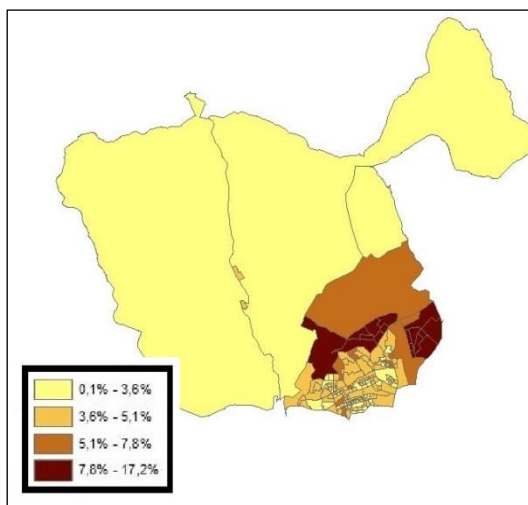 0,1% - 3,6%
3,6% - 5,1%
5,1% - 7,8%
7,8% - 17,2%